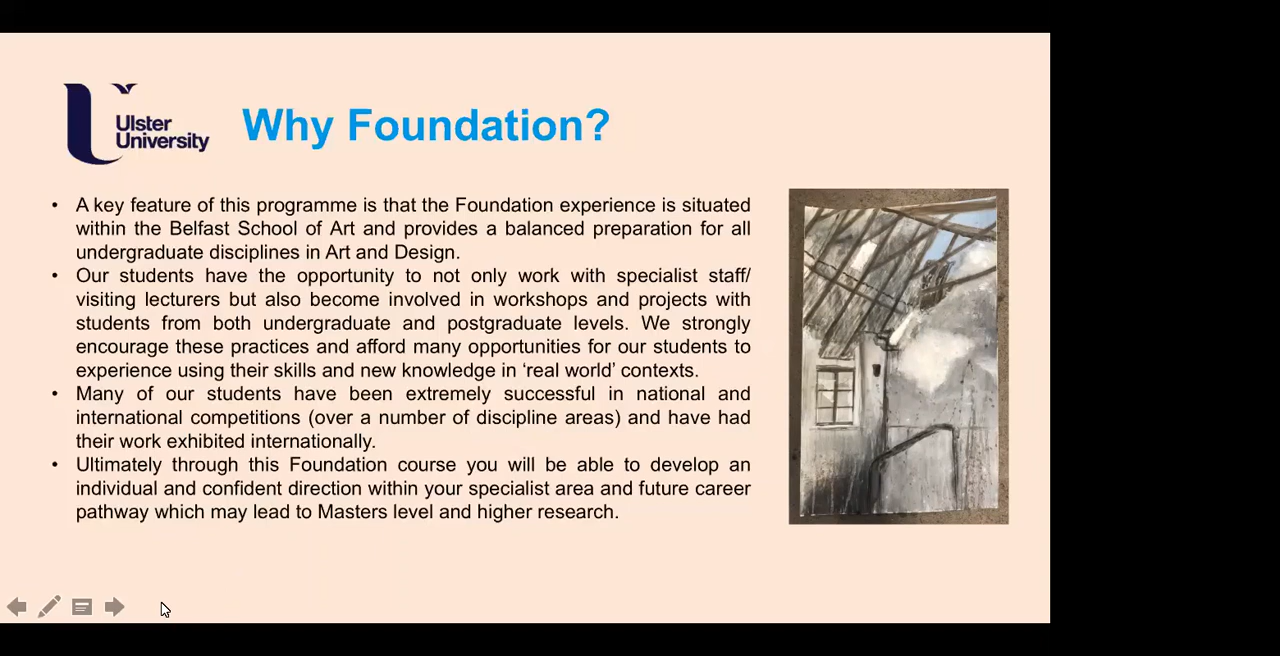 Ulster
University
Why Foundation?
• A key feature of this programme is that the Foundation experience is situated
within the Belfast School of Art and provides a balanced preparation for all
undergraduate disciplines in Art and Design.
• Our students have the opportunity to not only work with specialist staff/
visiting lecturers but also become involved in workshops and projects with
students from both undergraduate and postgraduate levels. We strongly
encourage these practices and afford many opportunities for our students to
experience using their skills and new knowledge in ‘real world’ contexts.
• Many of our students have been extremely successful in national and
international competitions (over a number of discipline areas) and have had
their work exhibited internationally.
• Ultimately through this Foundation course you will be able to develop an
individual and confident direction within your specialist area and future career
pathway which may lead to Masters level and higher research.